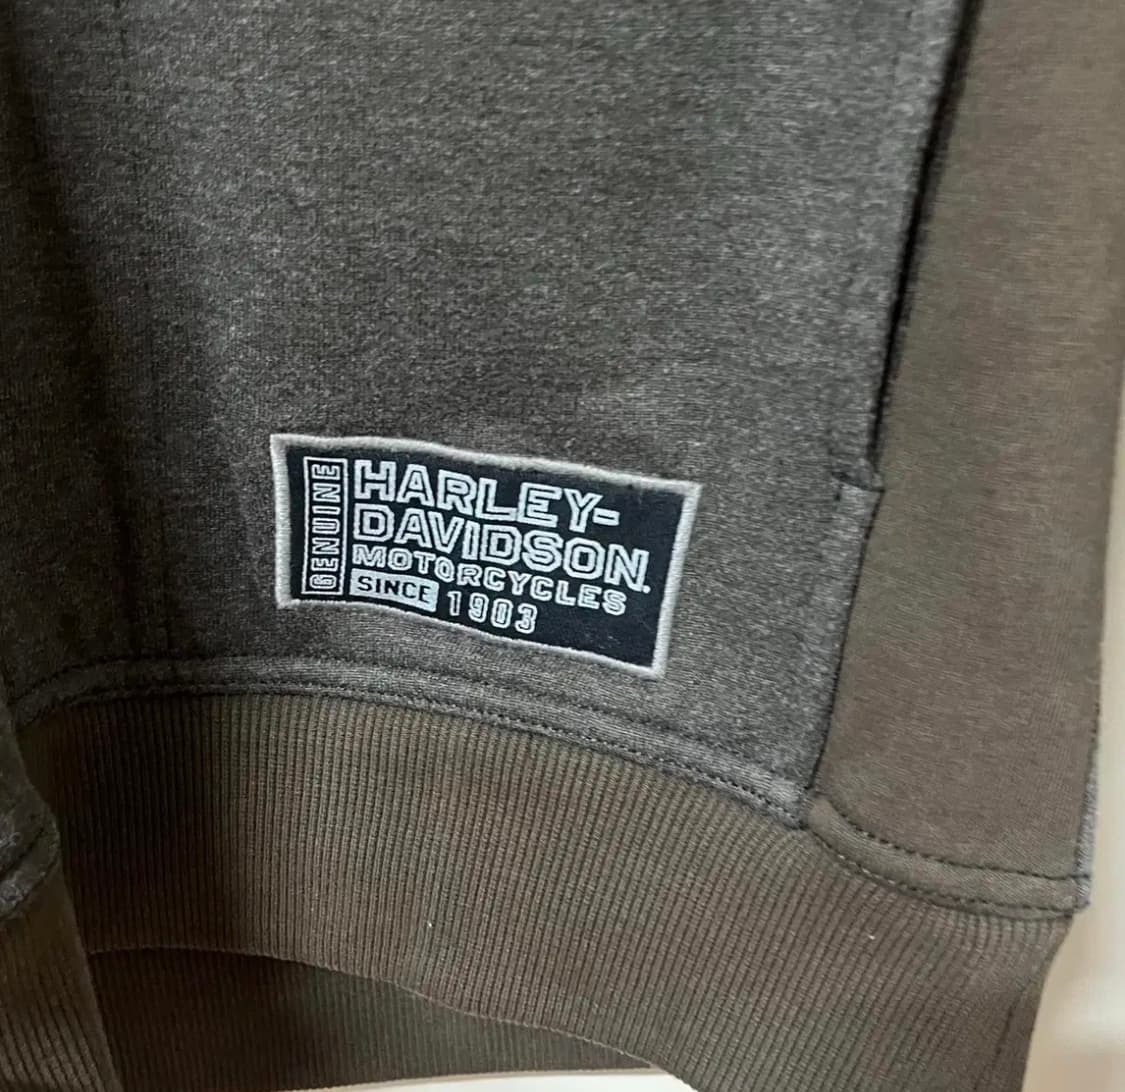 GENUINE
HARLEY-
DAVIDSON.
MOTORCYCLES
SINCE 1903